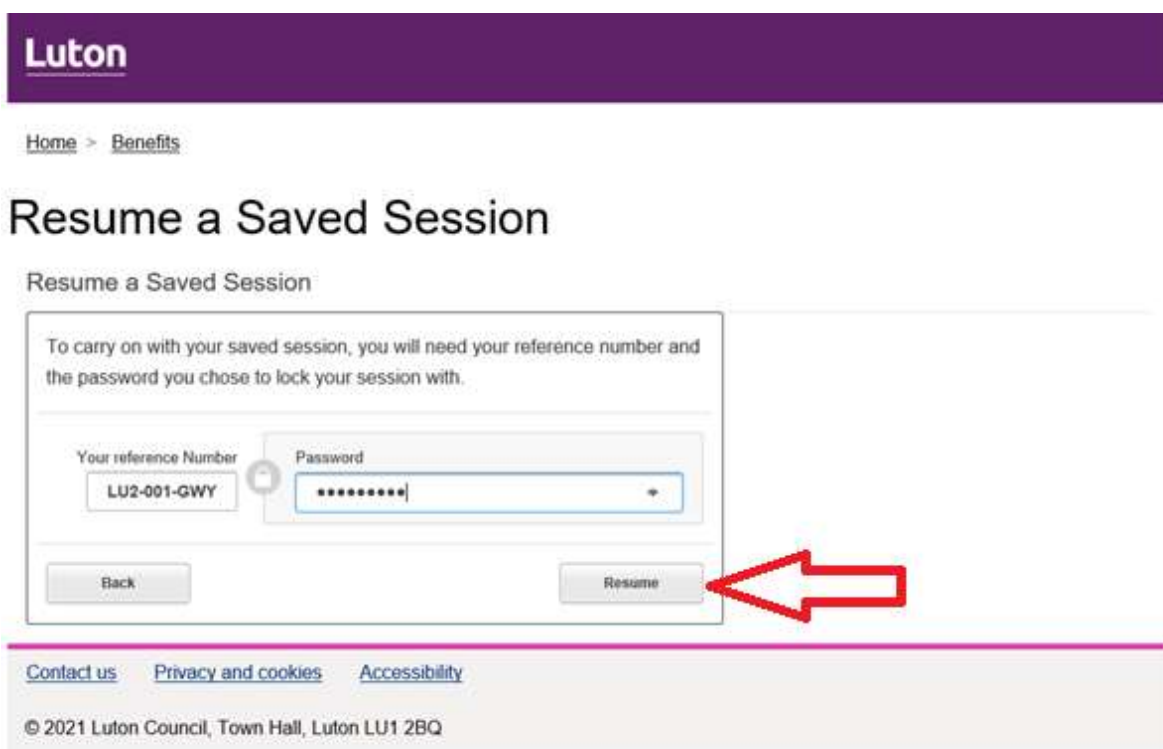 Luton
Home > Benefits
Resume a Saved Session
Resume a Saved Session
To carry on with your saved session, you will need your reference number and
the password you chose to lock your session with.
Your reference Number
Password
LU2-001-GWY
•••••••••
Back
Resume
Contact us Privacy and cookies Accessibility
© 2021 Luton Council, Town Hall, Luton LU1 2BQ